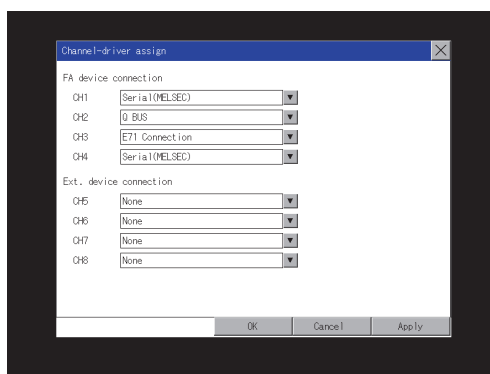 Channel-driver assign
FA device connection
CH1 Serial(MELSEC)
CH2 Q BUS
CH3 E71 Connection
CH4 Serial(MELSEC)
Ext. device connection
CH5 None
CH6 None
CH7 None
CH8 None
OK Cancel Apply